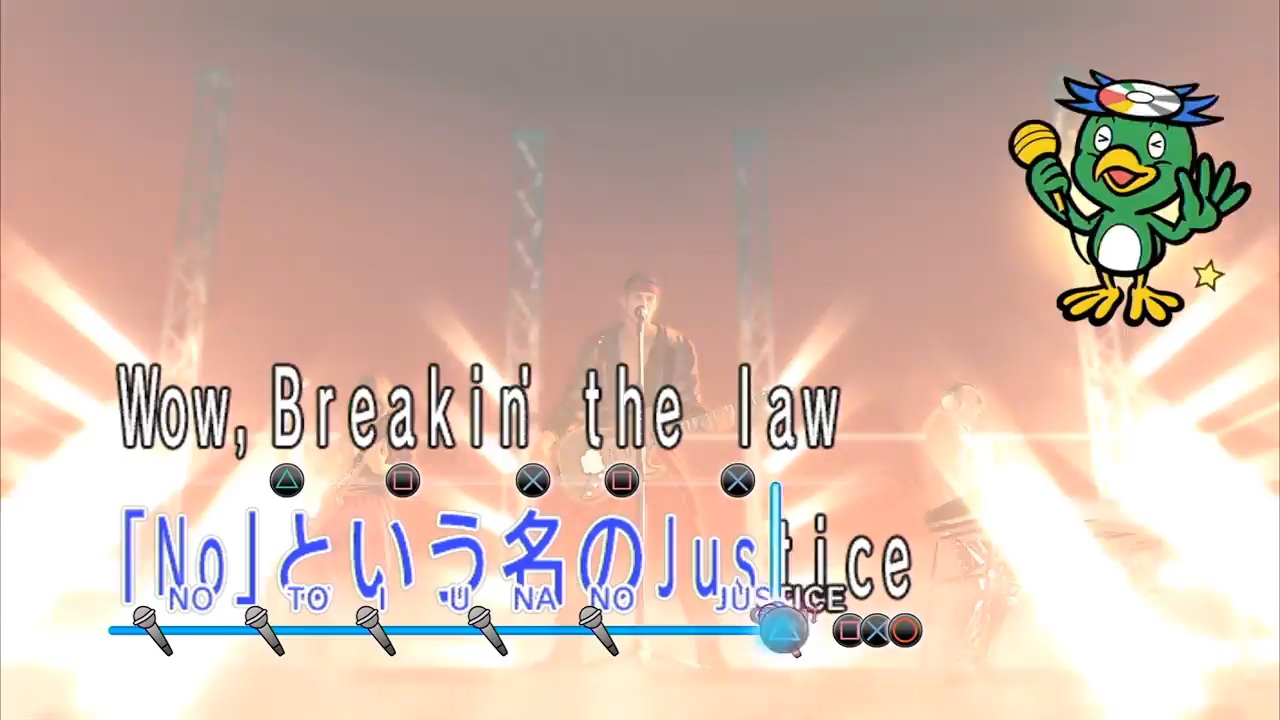 Wow, Breakin' the law
「No」という名のJustice
NO TO I U NA NO JUSTICE